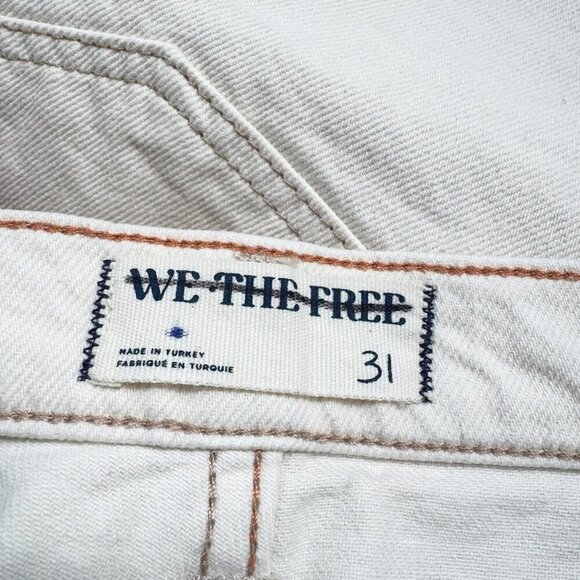 WE THE FREE
MADE IN TURKEY
FABRIQUÉ EN TURQUIE
31